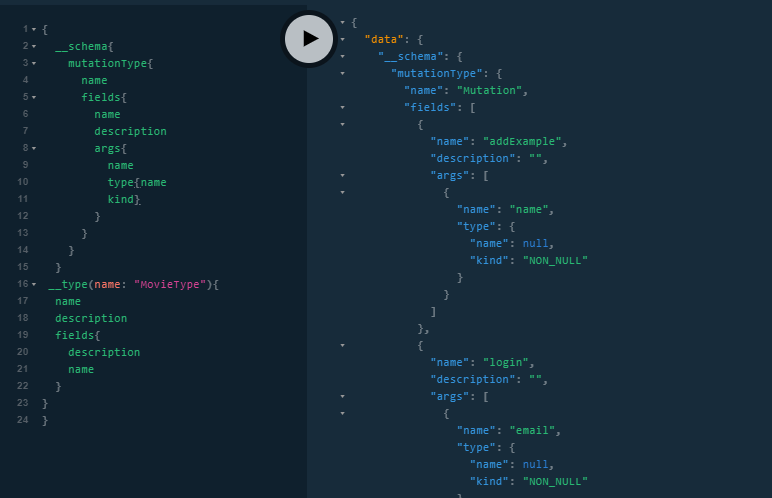 1 {
2 __schema{
3 mutationType{
4 name
5 fields{
6 name
7 description
8 args{
9 name
10 type{name
11 kind}
12 }
13 }
14 }
15 }
16 __type(name: "MovieType"){
17 name
18 description
19 fields{
20 description
21 name
22 }
23 }
24 }
{
"data": {
"__schema": {
"mutationType": {
"name": "Mutation",
"fields": [
{
"name": "addExample",
"description": "",
"args": [
{
"name": "name",
"type": {
"name": null,
"kind": "NON_NULL"
}
}
]
},
{
"name": "login",
"description": "",
"args": [
{
"name": "email",
"type": {
"name": null,
"kind": "NON_NULL"